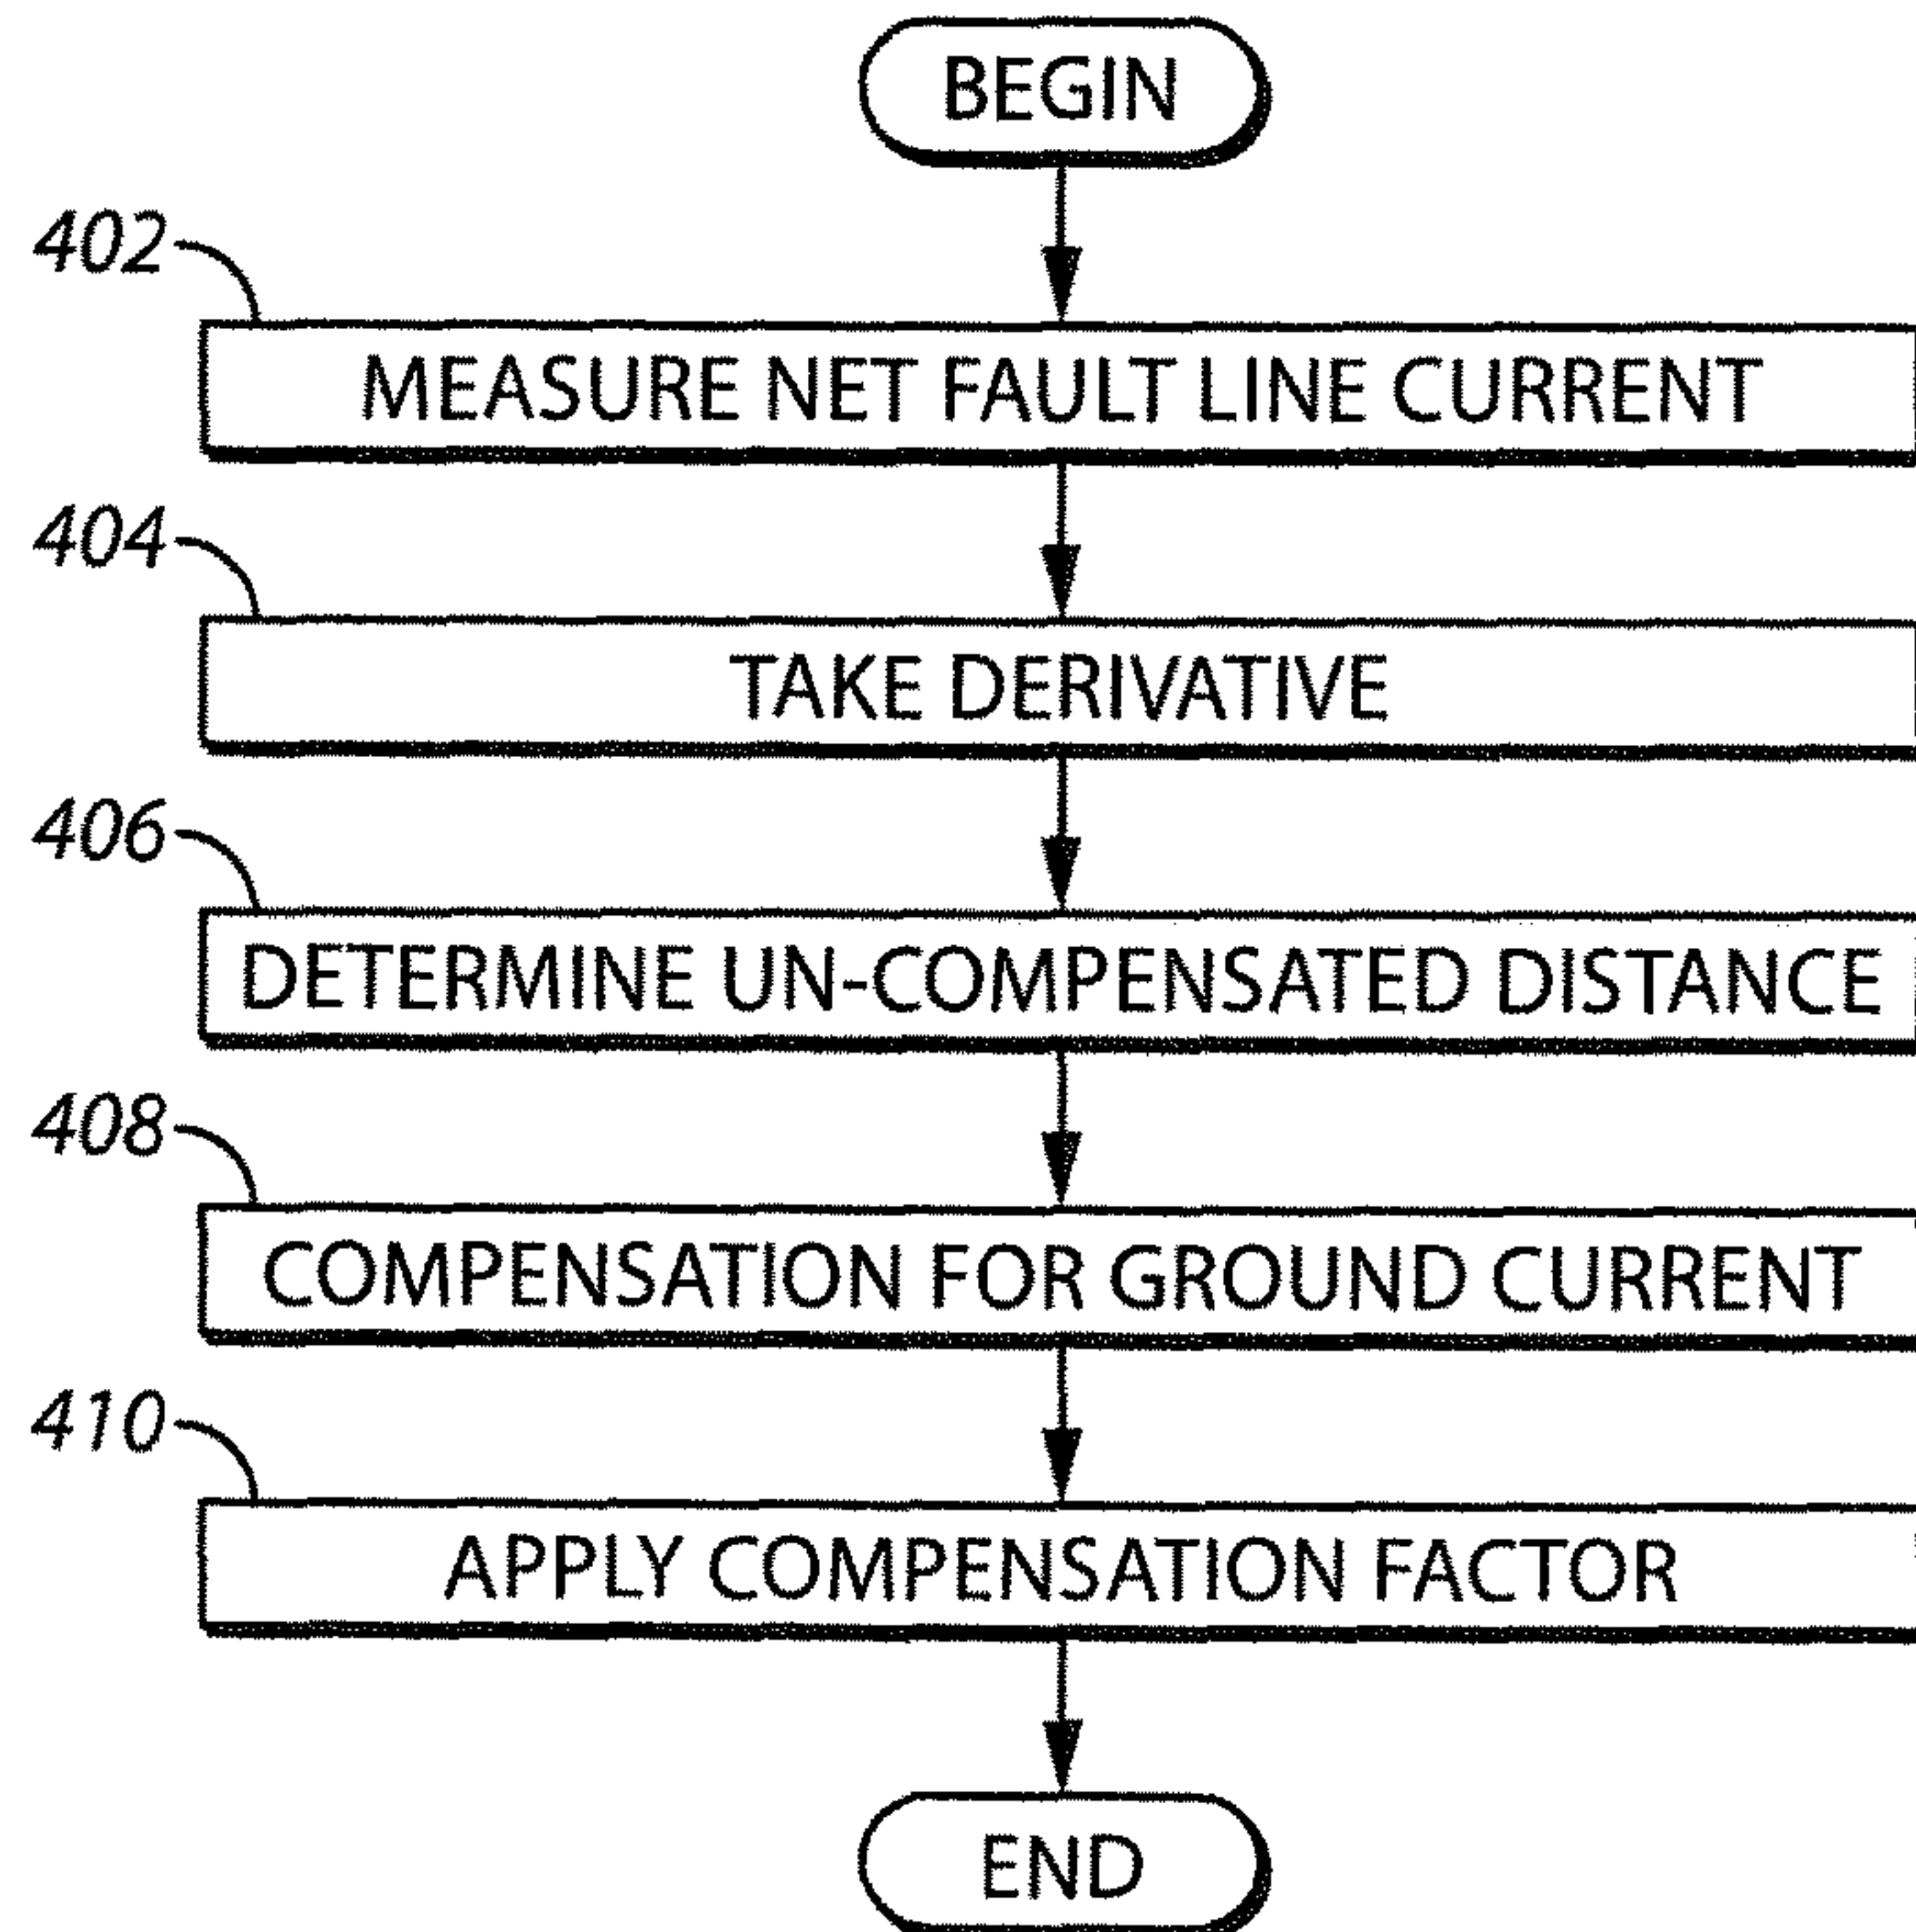 BEGIN
402
MEASURE NET FAULT LINE CURRENT
404
TAKE DERIVATIVE
406
DETERMINE UN-COMPENSATED DISTANCE
408
COMPENSATION FOR GROUND CURRENT
410
APPLY COMPENSATION FACTOR
END